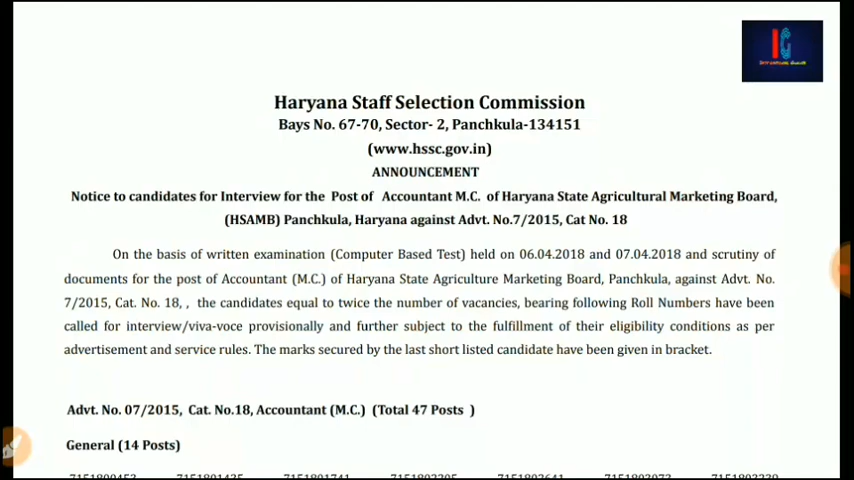 Haryana Staff Selection Commission
Bays No. 67-70, Sector- 2, Panchkula-134151
(www.hssc.gov.in)
ANNOUNCEMENT
Notice to candidates for Interview for the Post of Accountant M.C. of Haryana State Agricultural Marketing Board,
(HSAMB) Panchkula, Haryana against Advt. No.7/2015, Cat No. 18
On the basis of written examination (Computer Based Test) held on 06.04.2018 and 07.04.2018 and scrutiny of
documents for the post of Accountant (M.C.) of Haryana State Agriculture Marketing Board, Panchkula, against Advt. No.
7/2015, Cat. No. 18, , the candidates equal to twice the number of vacancies, bearing following Roll Numbers have been
called for interview/viva-voce provisionally and further subject to the fulfillment of their eligibility conditions as per
advertisement and service rules. The marks secured by the last short listed candidate have been given in bracket.
Advt. No. 07/2015, Cat. No.18, Accountant (M.C.) (Total 47 Posts )
General (14 Posts)